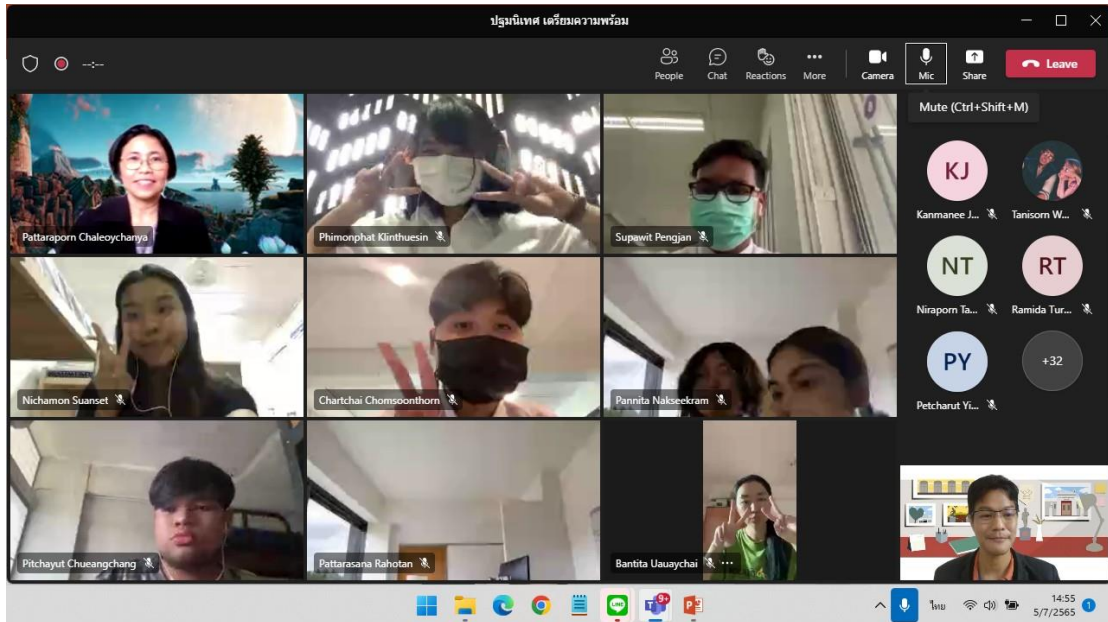 ปฐมนิเทศ เตรียมความพร้อม
--:--
People
Chat
Reactions
More
Camera
Mic
Share
Leave
Mute (Ctrl+Shift+M)
Pattaraporn Chaleoychanya
Phimonphat Klinthuesin
Supawit Pengjan
KJ
Kanmanee J...
Tanisorn W...
Nichamon Suanset
Chartchai Chomsoonthorn
Pannita Nakseekram
NT
Niraporn Ta...
RT
Ramida Tur...
PY
Petcharut Yi...
+32
Pitchayut Chueangchang
Pattarasana Rahotan
Bantita Uauaychai
...
LINE
9+
ไทย
14:55
5/7/2565
1